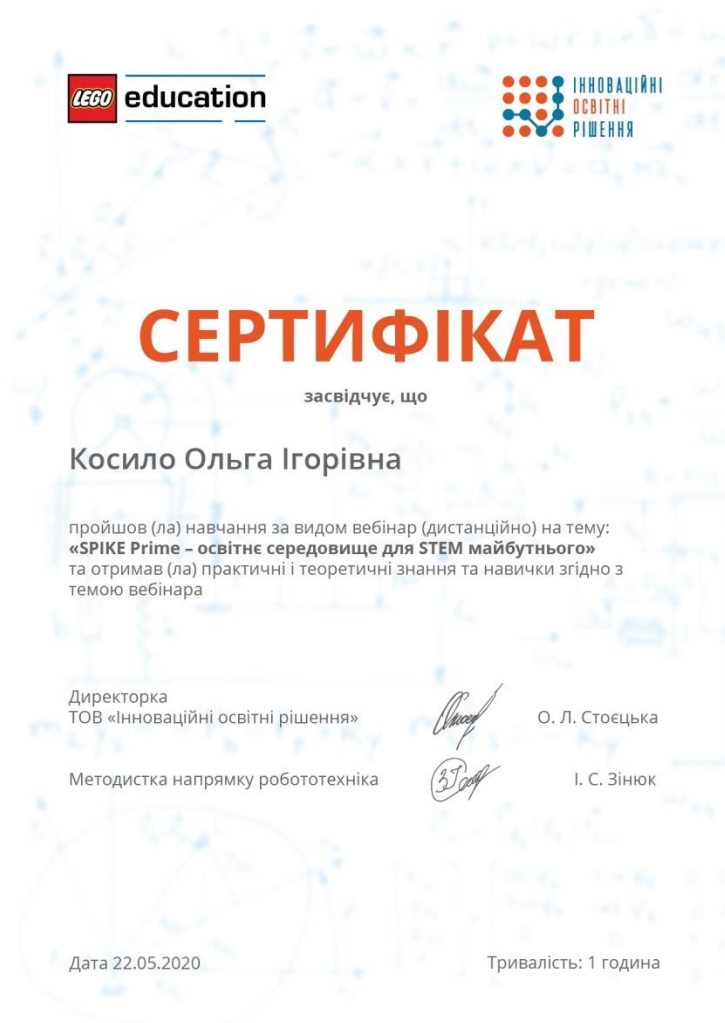 LEGO education
ІННОВАЦІЙНІ
ОСВІТНІ
РІШЕННЯ
СЕРТИФІКАТ
засвідчує, що
Косило Ольга Ігорівна
пройшов (ла) навчання за видом вебінар (дистанційно) на тему:
«SPIKE Prime – освітнє середовище для STEM майбутнього»
та отримав (ла) практичні і теоретичні знання та навички згідно з
темою вебінара
Директорка
ТОВ «Інноваційні освітні рішення»
О. Л. Стоєцька
Методистка напрямку робототехніка
І. С. Зінюк
Дата 22.05.2020
Тривалість: 1 година